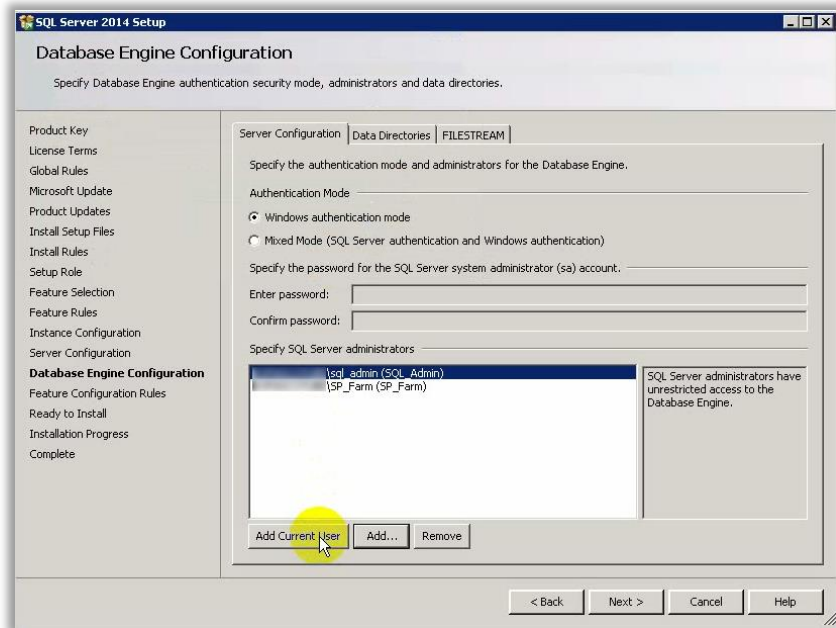 SQL Server 2014 Setup
Database Engine Configuration
Specify Database Engine authentication security mode, administrators and data directories.
Product Key
License Terms
Global Rules
Microsoft Update
Product Updates
Install Setup Files
Install Rules
Setup Role
Feature Selection
Feature Rules
Instance Configuration
Server Configuration
Database Engine Configuration
Feature Configuration Rules
Ready to Install
Installation Progress
Complete
Server Configuration Data Directories FILESTREAM
Specify the authentication mode and administrators for the Database Engine.
Authentication Mode
Windows authentication mode
Mixed Mode (SQL Server authentication and Windows authentication)
Specify the password for the SQL Server system administrator (sa) account.
Enter password:
Confirm password:
Specify SQL Server administrators
\sql_admin (SQL_Admin)
\SP_Farm (SP_Farm)
SQL Server administrators have
unrestricted access to the
Database Engine.
Add Current User Add... Remove
< Back Next > Cancel Help